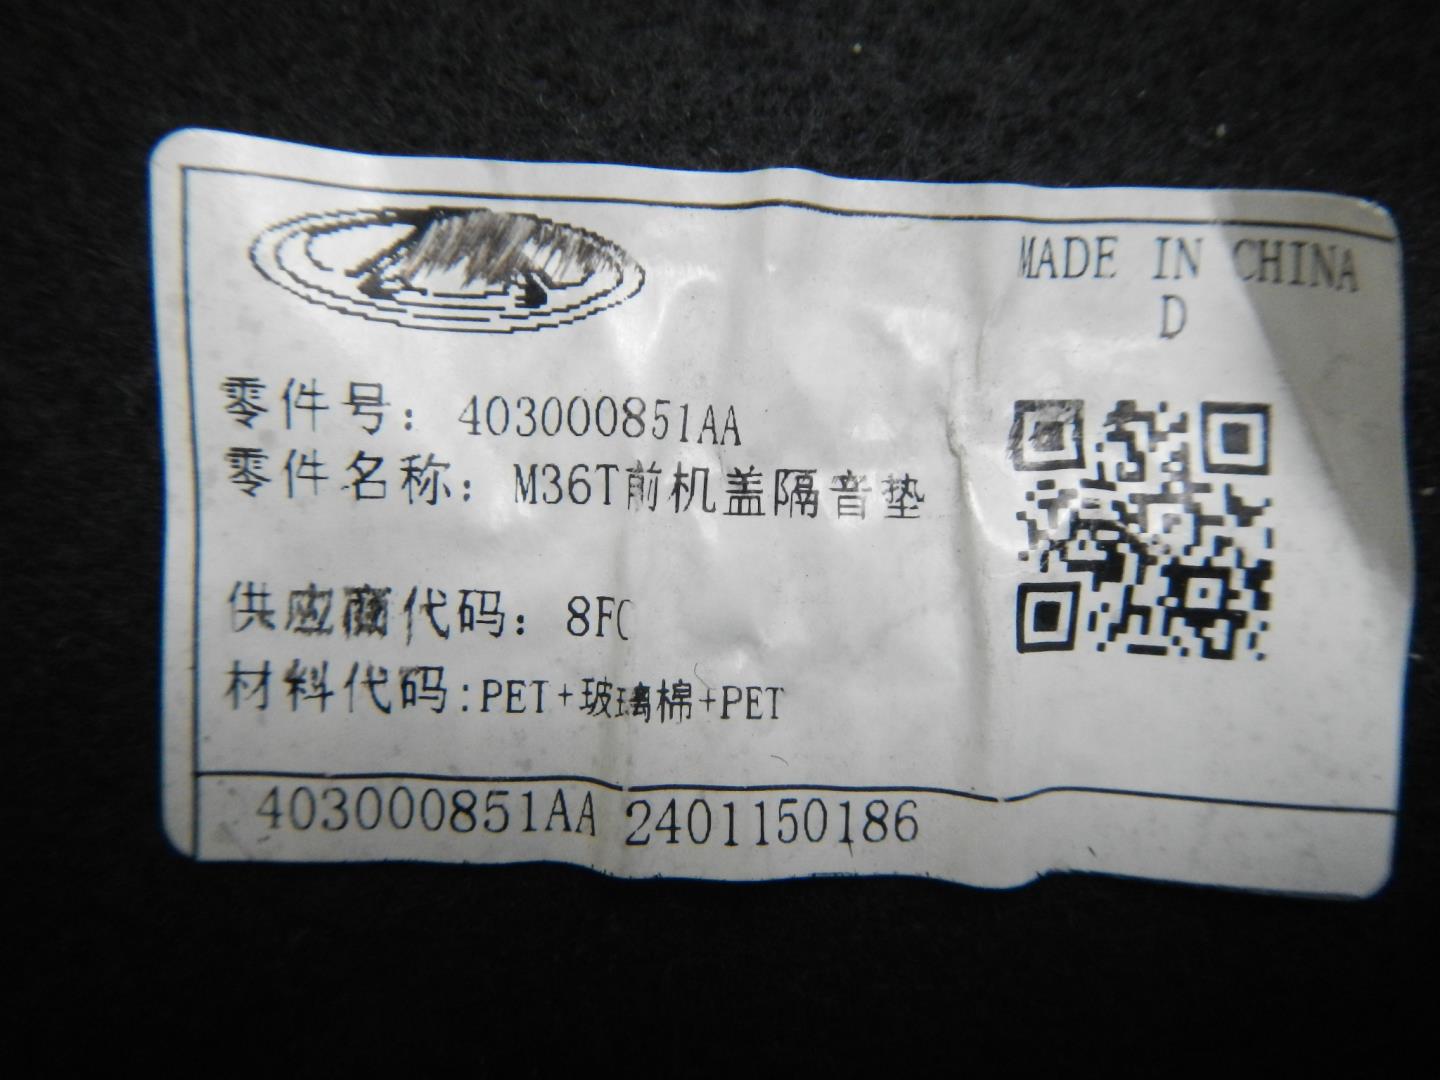 MADE IN CHINA
D
零件号: 403000851AA
零件名称: M36T前机盖隔音垫
供应商代码: 8FC
材料代码:PET+玻璃棉+PET
403000851AA 2401150186